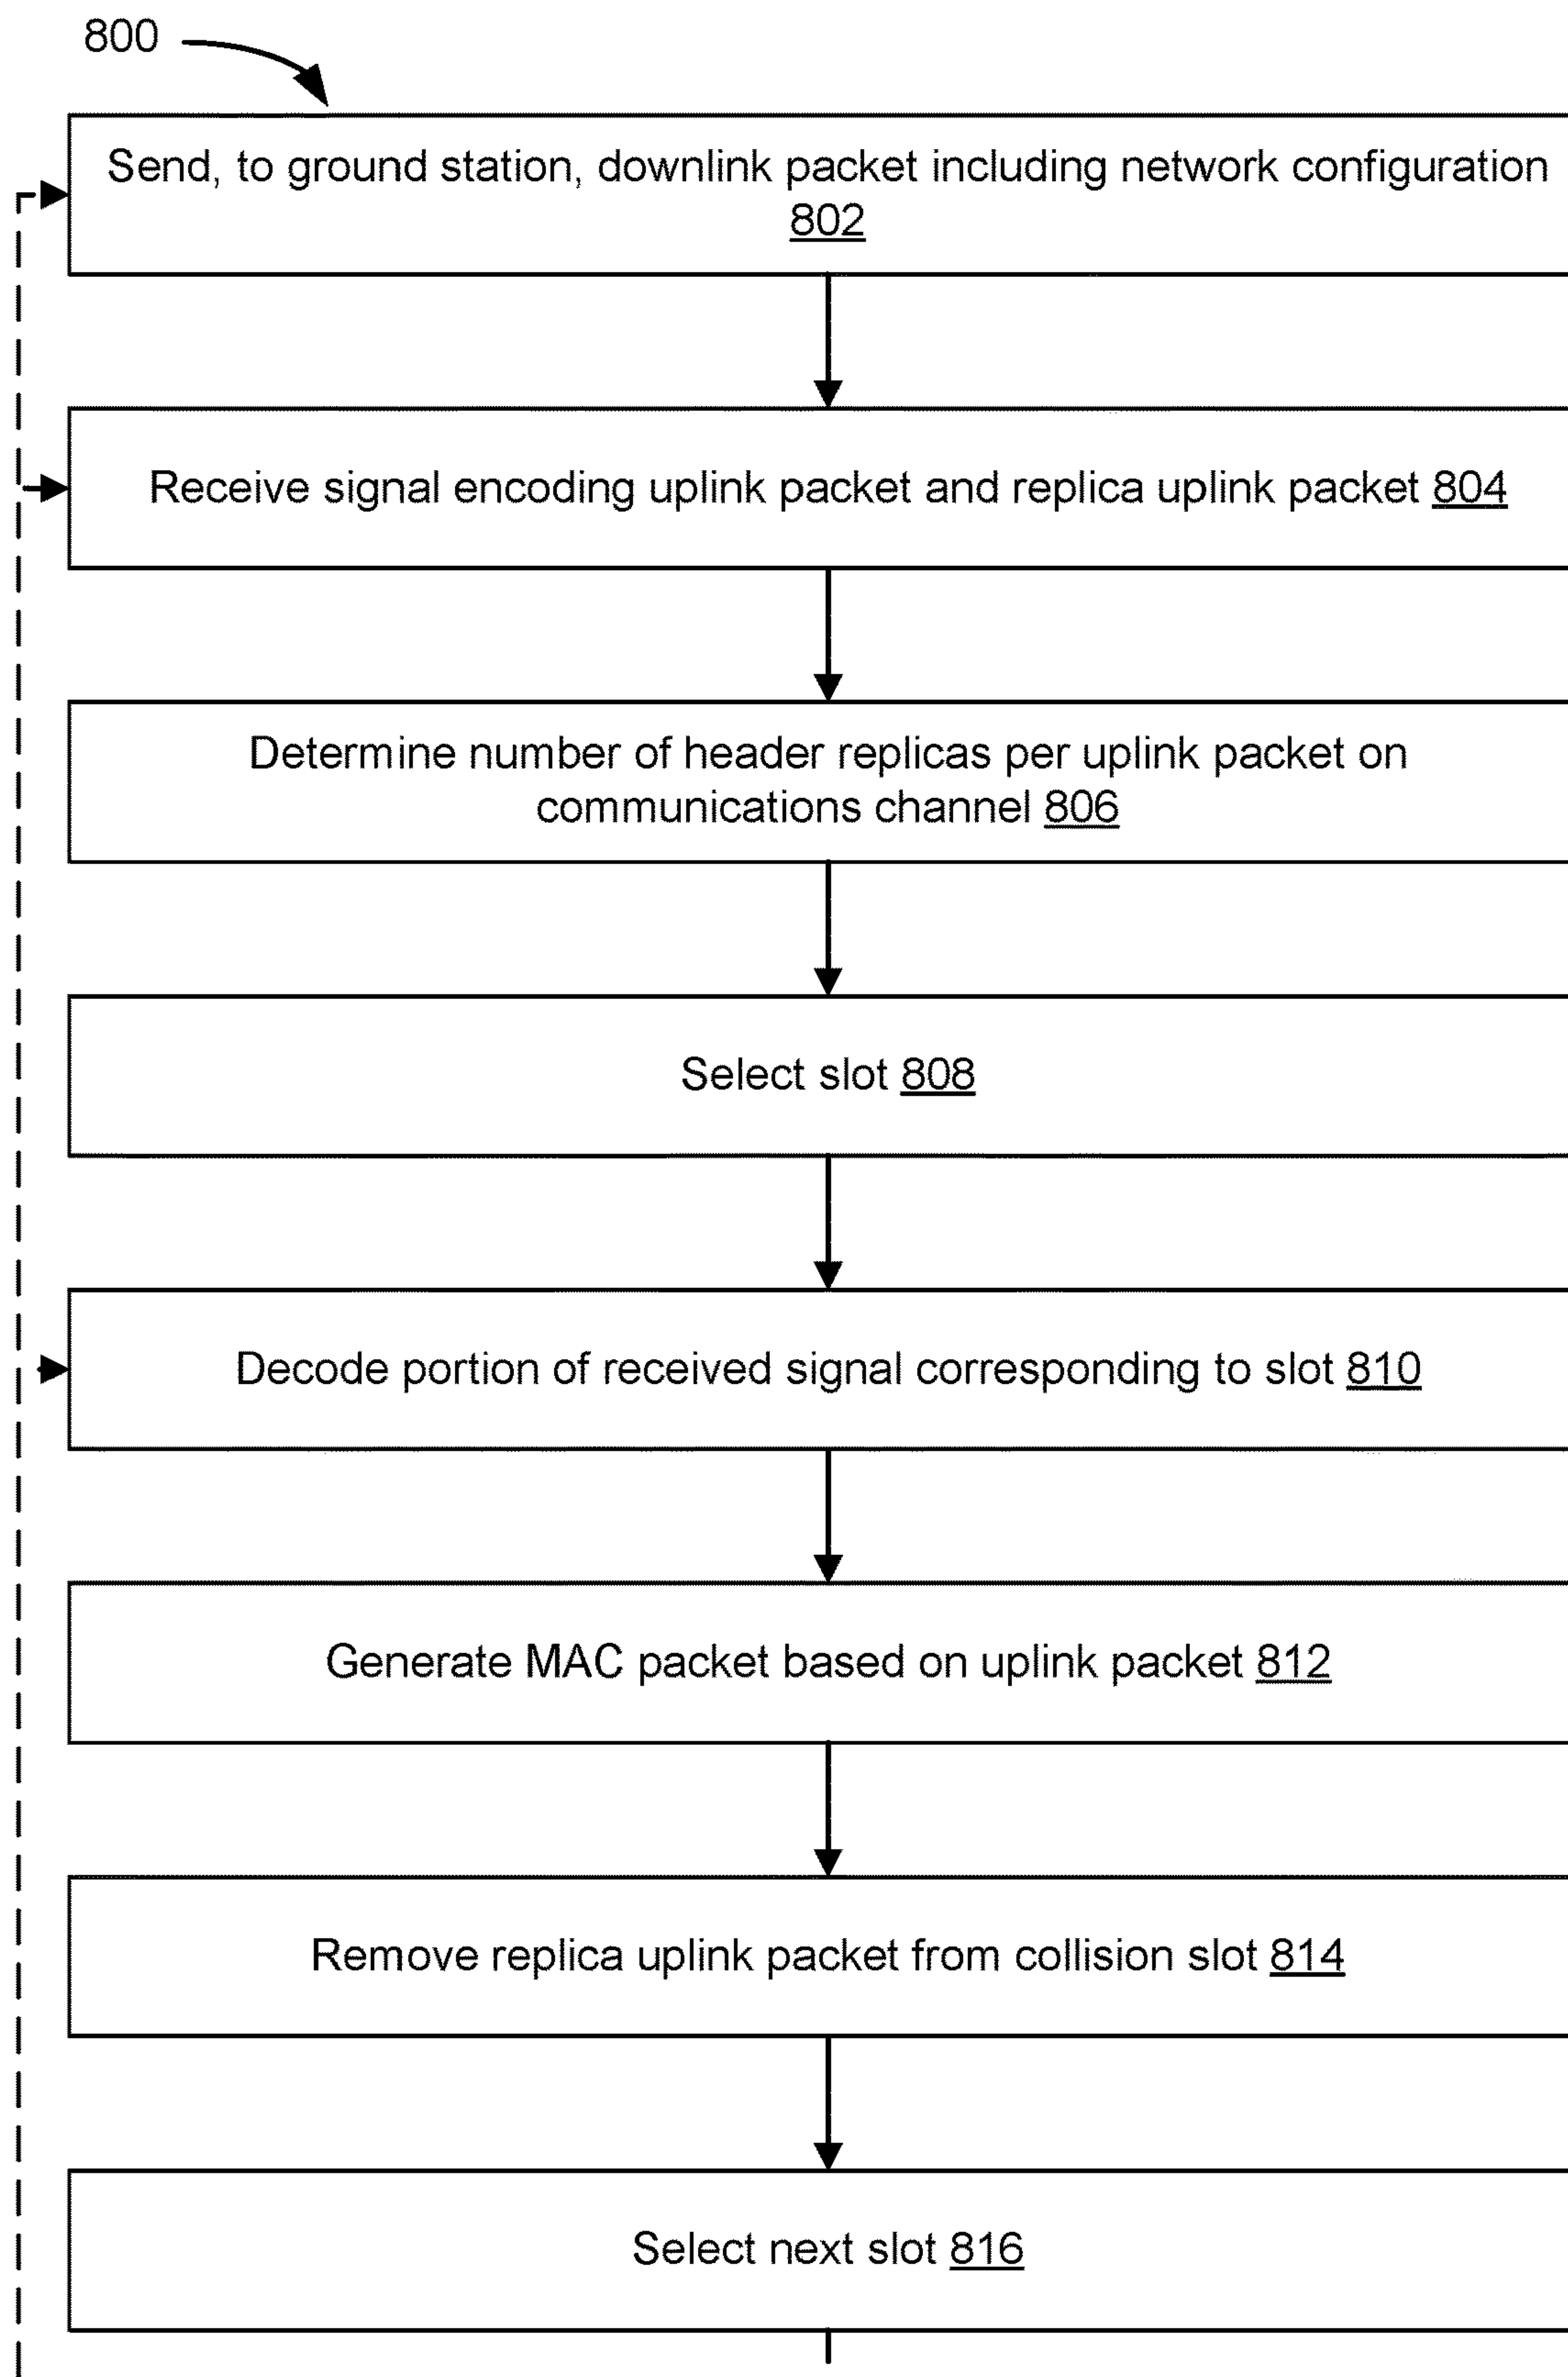 800
Send, to ground station, downlink packet including network configuration
802
Receive signal encoding uplink packet and replica uplink packet 804
Determine number of header replicas per uplink packet on
communications channel 806
Select slot 808
Decode portion of received signal corresponding to slot 810
Generate MAC packet based on uplink packet 812
Remove replica uplink packet from collision slot 814
Select next slot 816